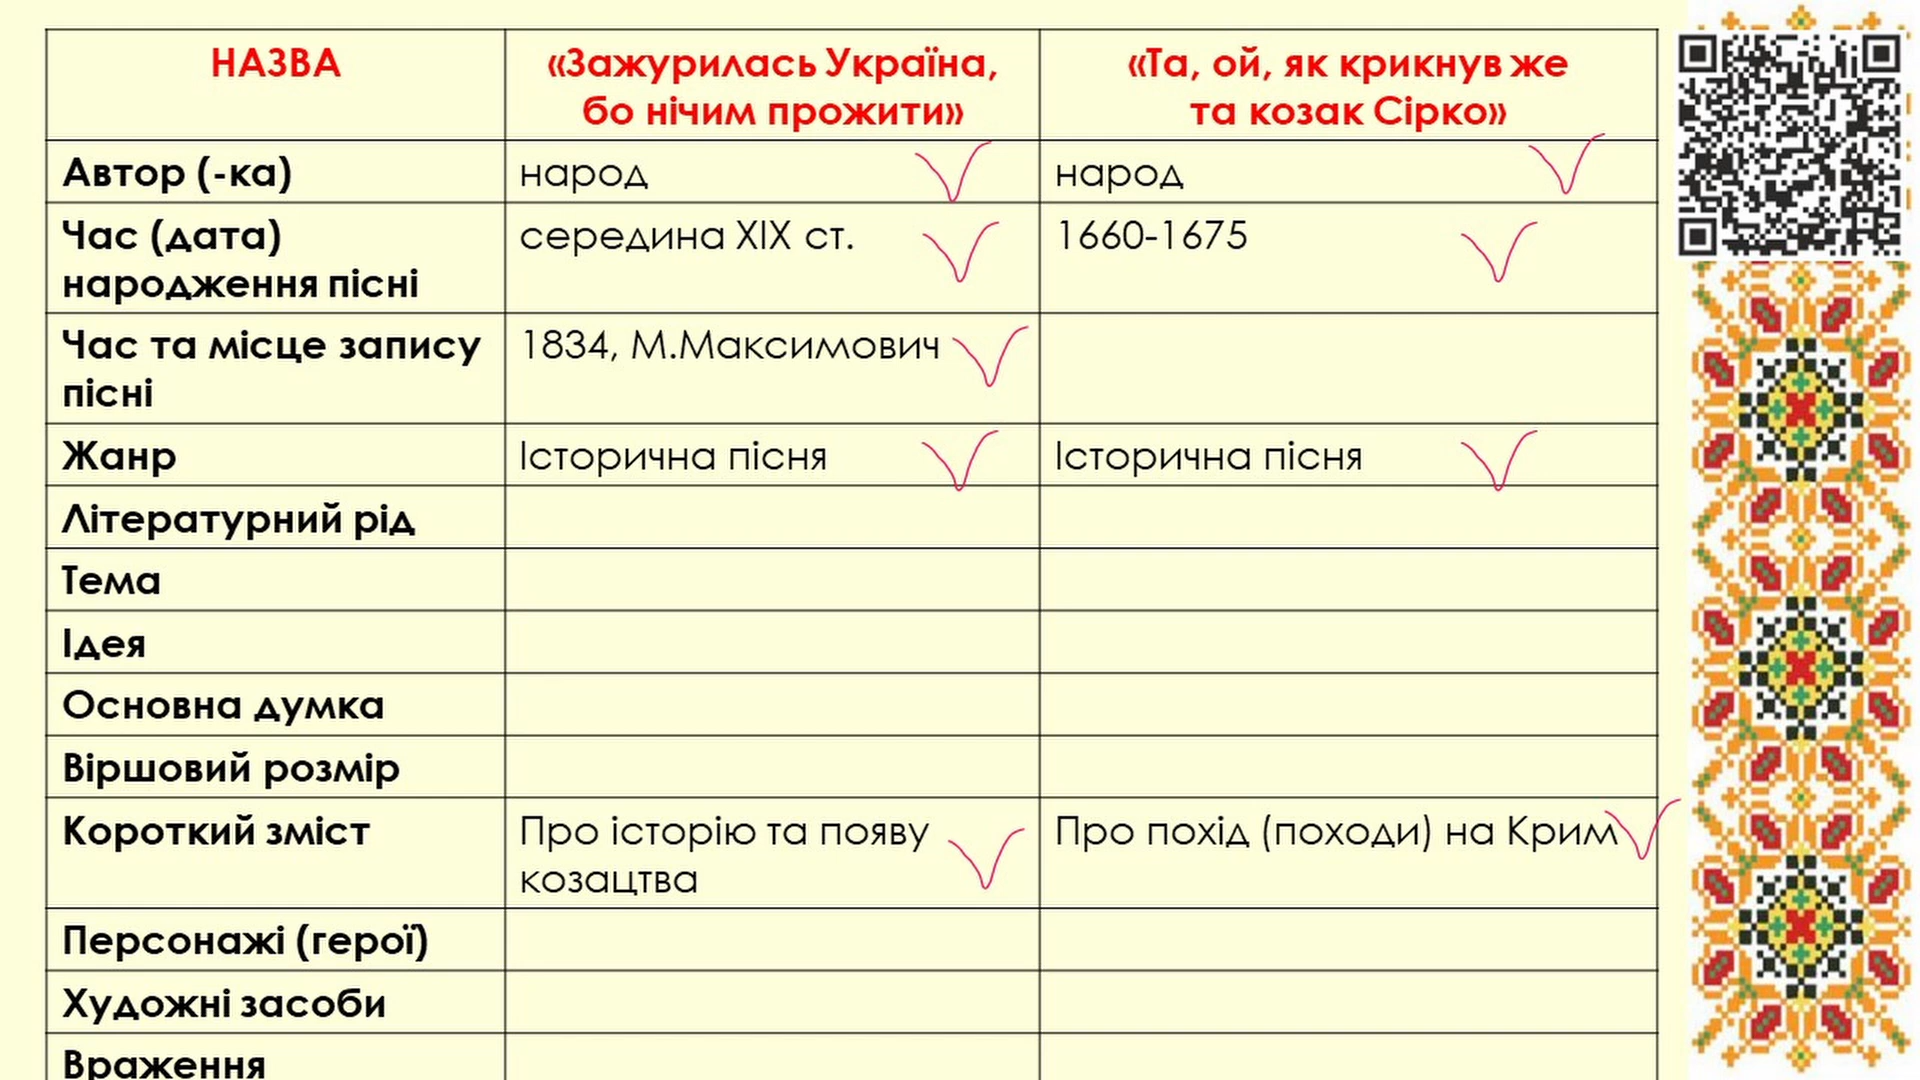 НАЗВА
«Зажурилась Україна,
бо нічим прожити»
«Та, ой, як крикнув же
та козак Сірко»
Автор (-ка)
народ
народ
Час (дата)
народження пісні
середина ХІХ ст.
1660-1675
Час та місце запису
пісні
1834, М.Максимович
Жанр
Історична пісня
Історична пісня
Літературний рід
Тема
Ідея
Основна думка
Віршовий розмір
Короткий зміст
Про історію та появу
козацтва
Про похід (походи) на Крим
Персонажі (герої)
Художні засоби
Враження